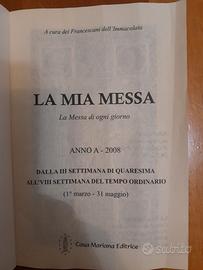 A cura dei Francescani dell'Immacolata
LA MIA MESSA
La Messa di ogni giorno
ANNO A - 2008
DALLA III SETTIMANA DI QUARESIMA
ALL'VIII SETTIMANA DEL TEMPO ORDINARIO
(1° marzo - 31 maggio)
Casa Mariana Editrice
subito